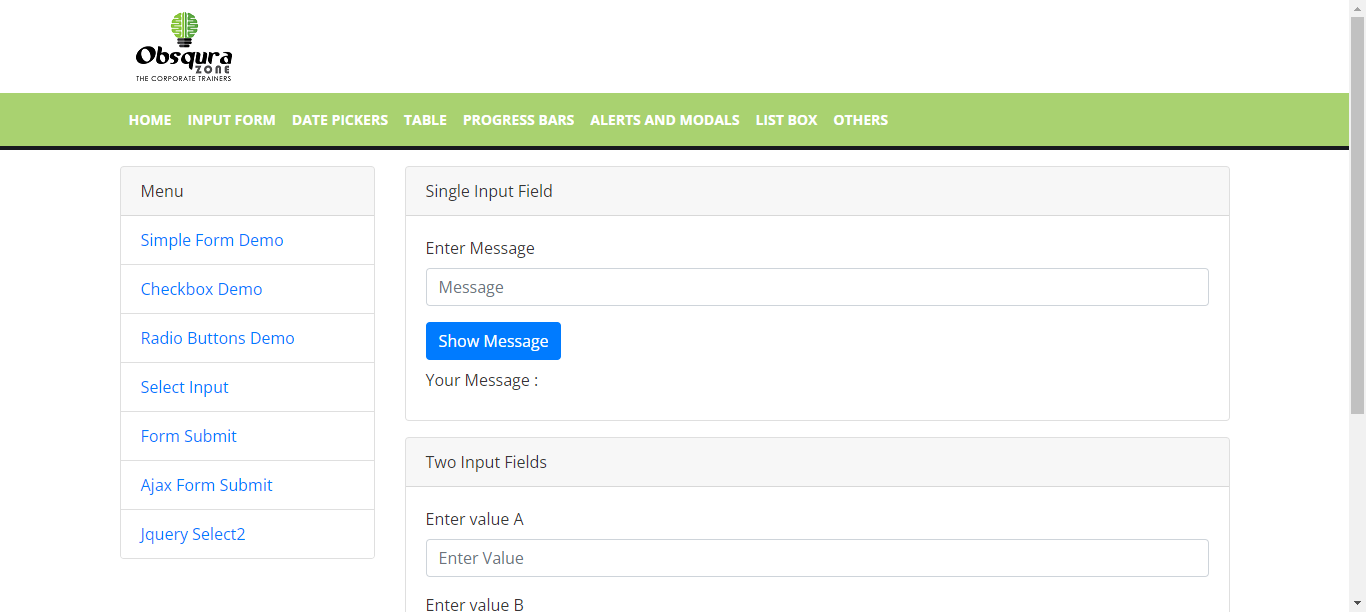 Obsqura
ZONE
THE CORPORATE TRAINERS
HOME INPUT FORM DATE PICKERS TABLE PROGRESS BARS ALERTS AND MODALS LIST BOX OTHERS
Menu
Simple Form Demo
Checkbox Demo
Radio Buttons Demo
Select Input
Form Submit
Ajax Form Submit
Jquery Select2
Single Input Field
Enter Message
Message
Show Message
Your Message :
Two Input Fields
Enter value A
Enter Value
Enter value B